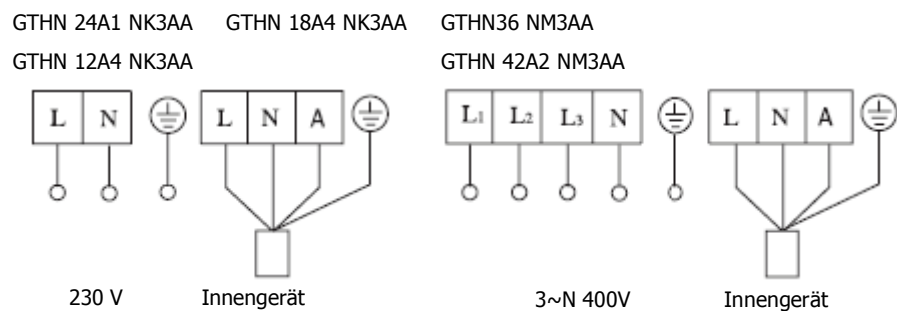 GTHN 24A1 NK3AA GTHN 18A4 NK3AA GTHN36 NM3AA
GTHN 12A4 NK3AA GTHN 42A2 NM3AA
L N L N A L1 L2 L3 N L N A
230 V Innengerät 3~N 400V Innengerät